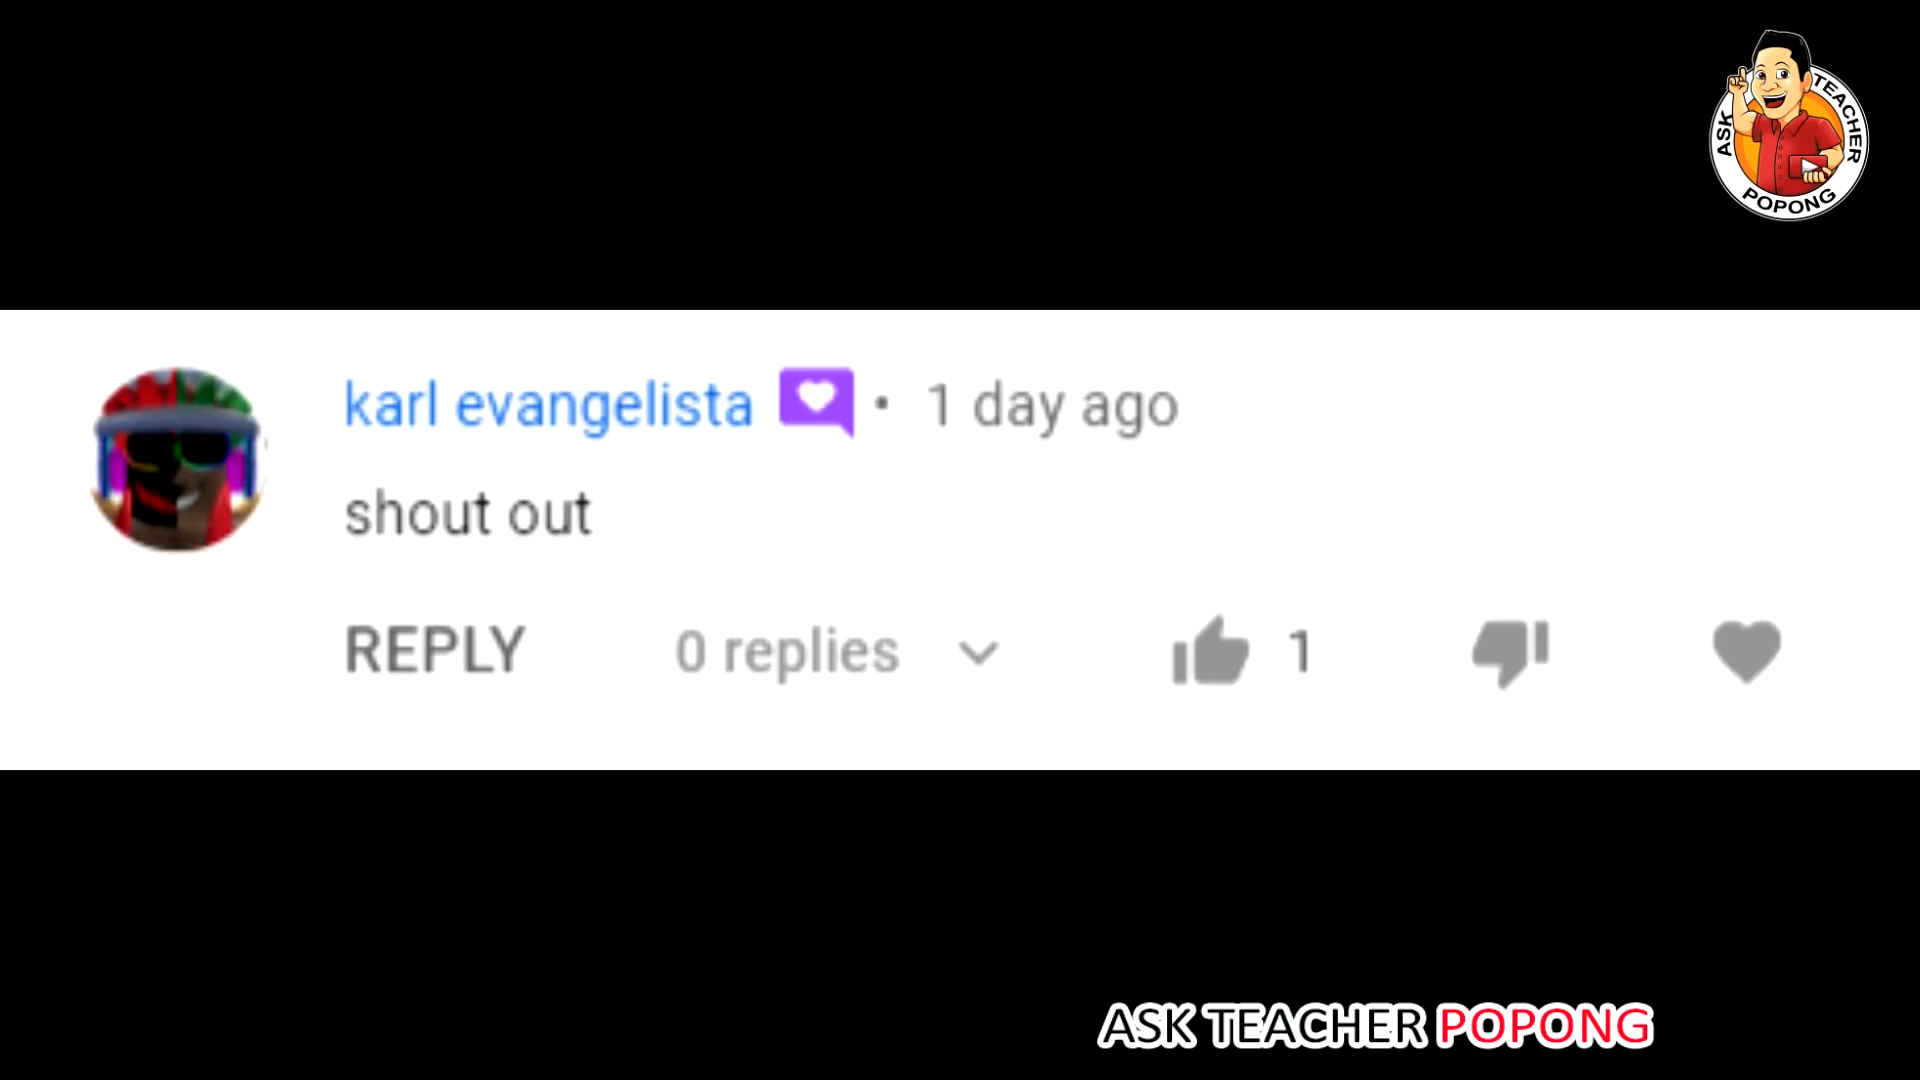 ASK TEACHER POPONG
karl evangelista • 1 day ago
shout out
REPLY 0 replies 1
ASK TEACHER POPONG